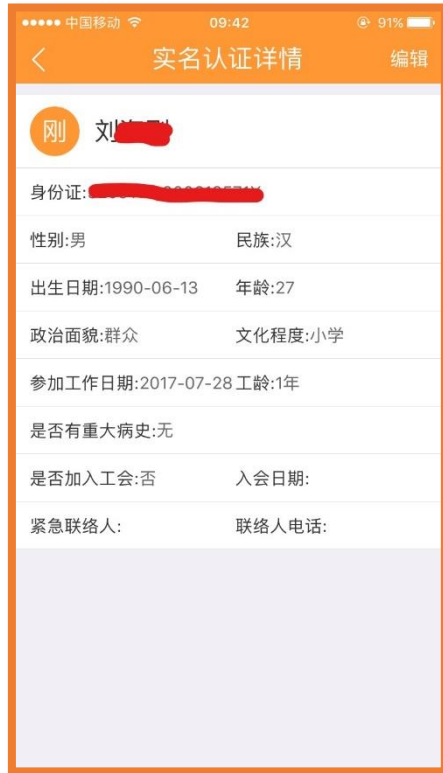 中国移动 09:42 91%
实名认证详情 编辑
刚
刘
身份证:
性别:男 民族:汉
出生日期:1990-06-13 年龄:27
政治面貌:群众 文化程度:小学
参加工作日期:2017-07-28 工龄:1年
是否有重大病史:无
是否加入工会:否 入会日期:
紧急联络人: 联络人电话: